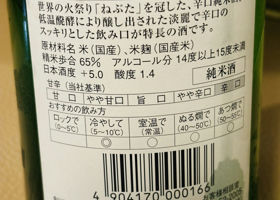 世界の火祭り「ねぶた」を冠した、辛口純米酒
低温醗酵により醸し出された淡麗で辛口の
スッキリとした飲み口が特長の酒です。
原材料名 米(国産)、米麹(国産米)
精米歩合 65% アルコール分 14度以上15度未満
日本酒度 +5.0 酸度 1.4
純米酒
甘辛(当社基準)
甘口 やや甘口 旨口 やや辛口 辛口
おすすめの飲み方
ロックで 冷やして 室温で ぬる燗で あつ燗で
(0〜5℃) (5〜10℃) (常温) (40〜50℃) (50〜60℃)
◎ ○ ○
4 904170 000166
お客様相談室